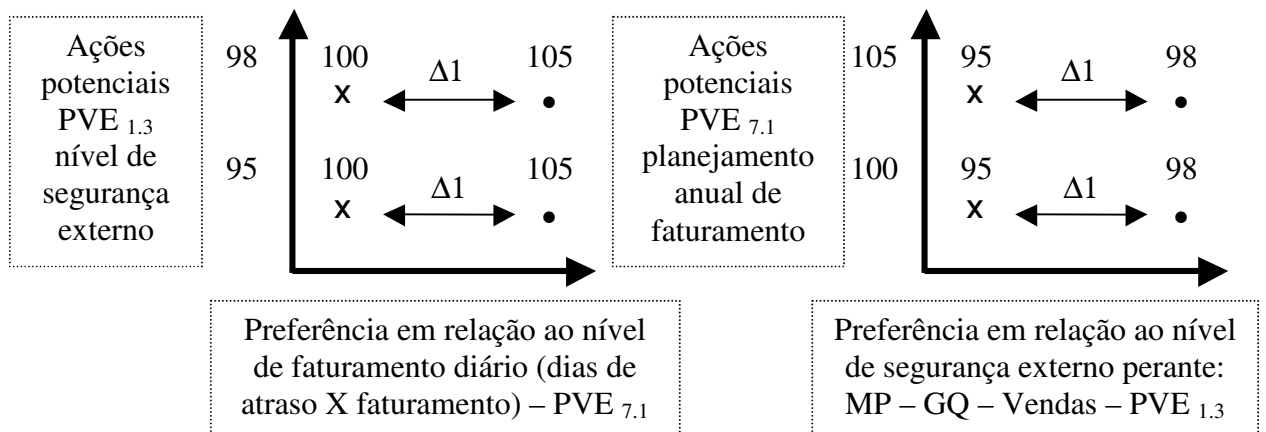 Ações
potenciais
PVE 1.3
nível de
segurança
externo
98 100 Δ1 105
x •
95 100 Δ1 105
x •
Preferência em relação ao nível
de faturamento diário (dias de
atraso X faturamento) – PVE 7.1
Ações
potenciais
PVE 7.1
planejamento
anual de
faturamento
105 95 Δ1 98
x •
100 95 Δ1 98
x •
Preferência em relação ao nível
de segurança externo perante:
MP – GQ – Vendas – PVE 1.3